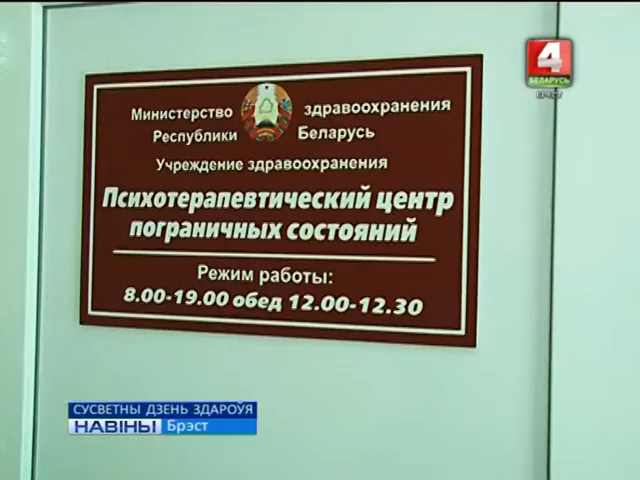 4
БЕЛАРУСЬ
БРЕСТ
Министерство здравоохранения
Республики Беларусь
Учреждение здравоохранения
Психотерапевтический центр
пограничных состояний
Режим работы:
8.00-19.00 обед 12.00-12.30
СУСВЕТНЫ ДЗЕНЬ ЗДАРОЎЯ
НАВІНЫ Брэст